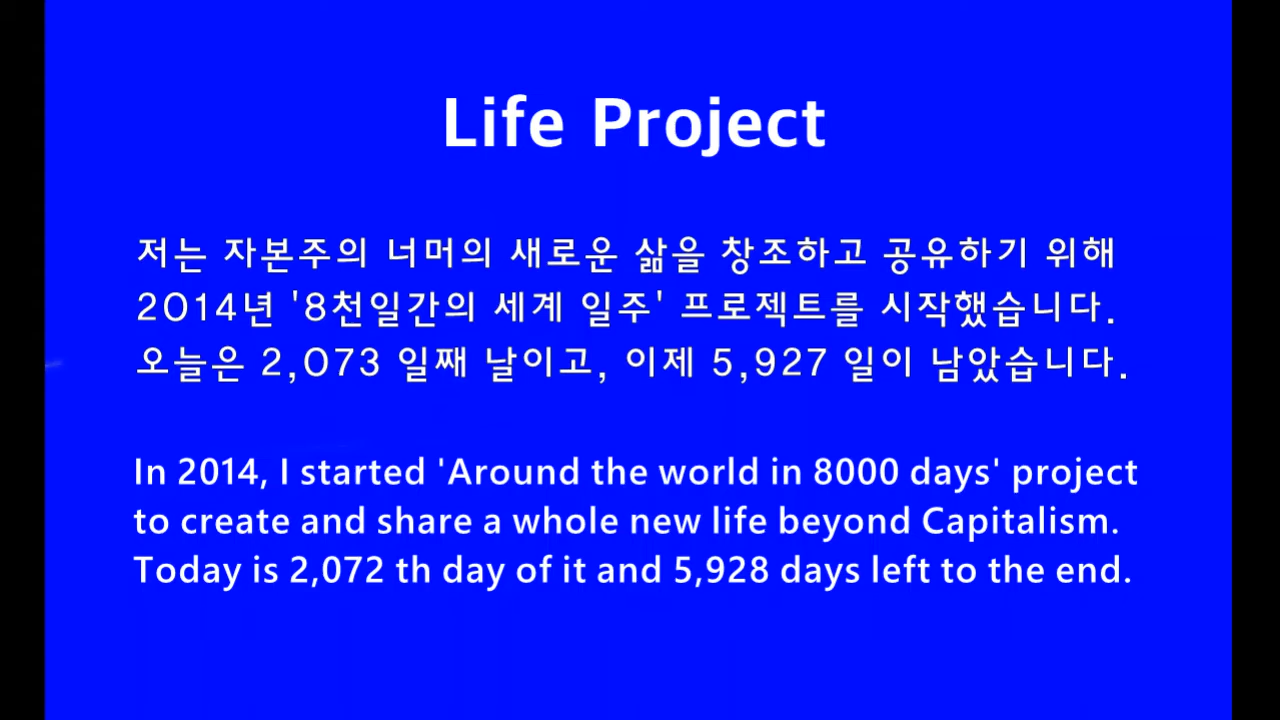 Life Project
저는 자본주의 너머의 새로운 삶을 창조하고 공유하기 위해
2014년 '8천일간의 세계 일주' 프로젝트를 시작했습니다.
오늘은 2,073 일째 날이고, 이제 5,927 일이 남았습니다.
In 2014, I started 'Around the world in 8000 days' project
to create and share a whole new life beyond Capitalism.
Today is 2,072 th day of it and 5,928 days left to the end.